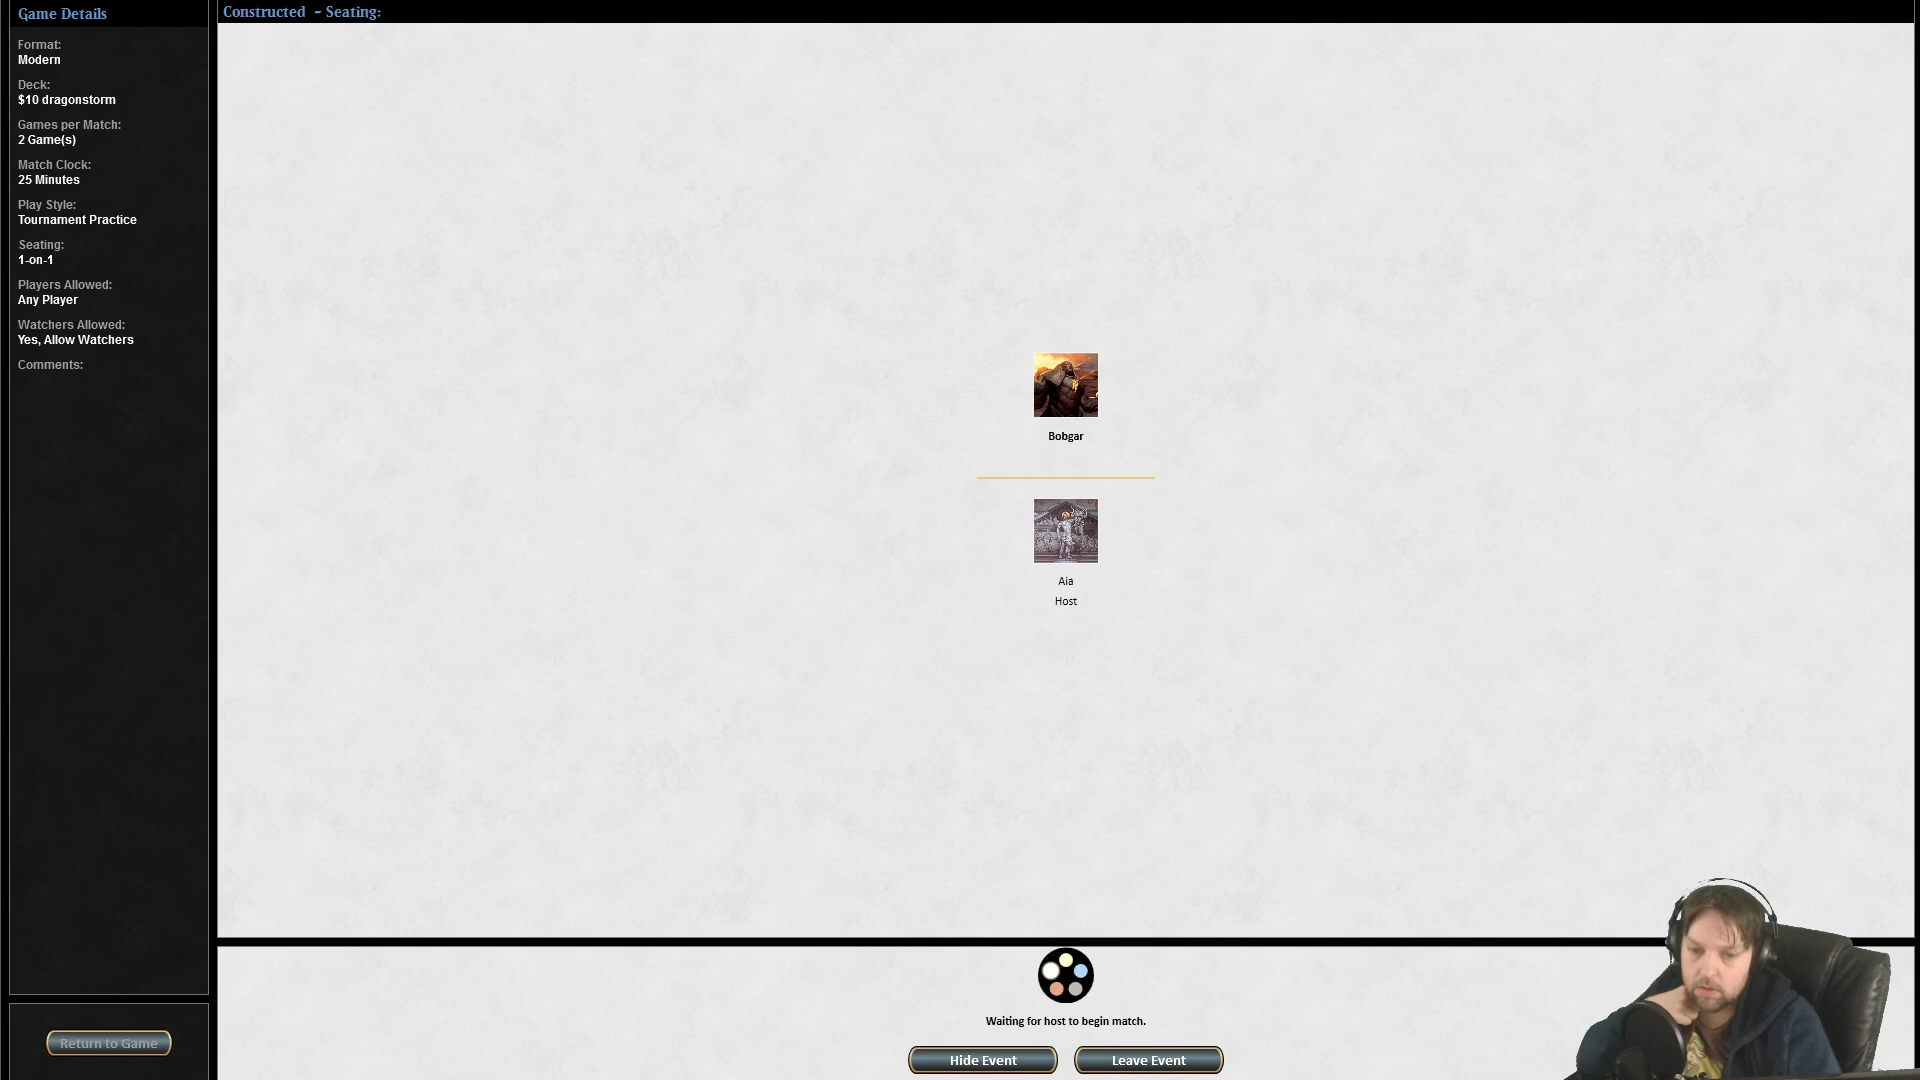 Game Details
Format:
Modern
Deck:
$10 dragonstorm
Games per Match:
2 Game(s)
Match Clock:
25 Minutes
Play Style:
Tournament Practice
Seating:
1-on-1
Players Allowed:
Any Player
Watchers Allowed:
Yes, Allow Watchers
Comments:
Return to Game
Constructed - Seating:
Bobgar
Aia
Host
Waiting for host to begin match.
Hide Event
Leave Event